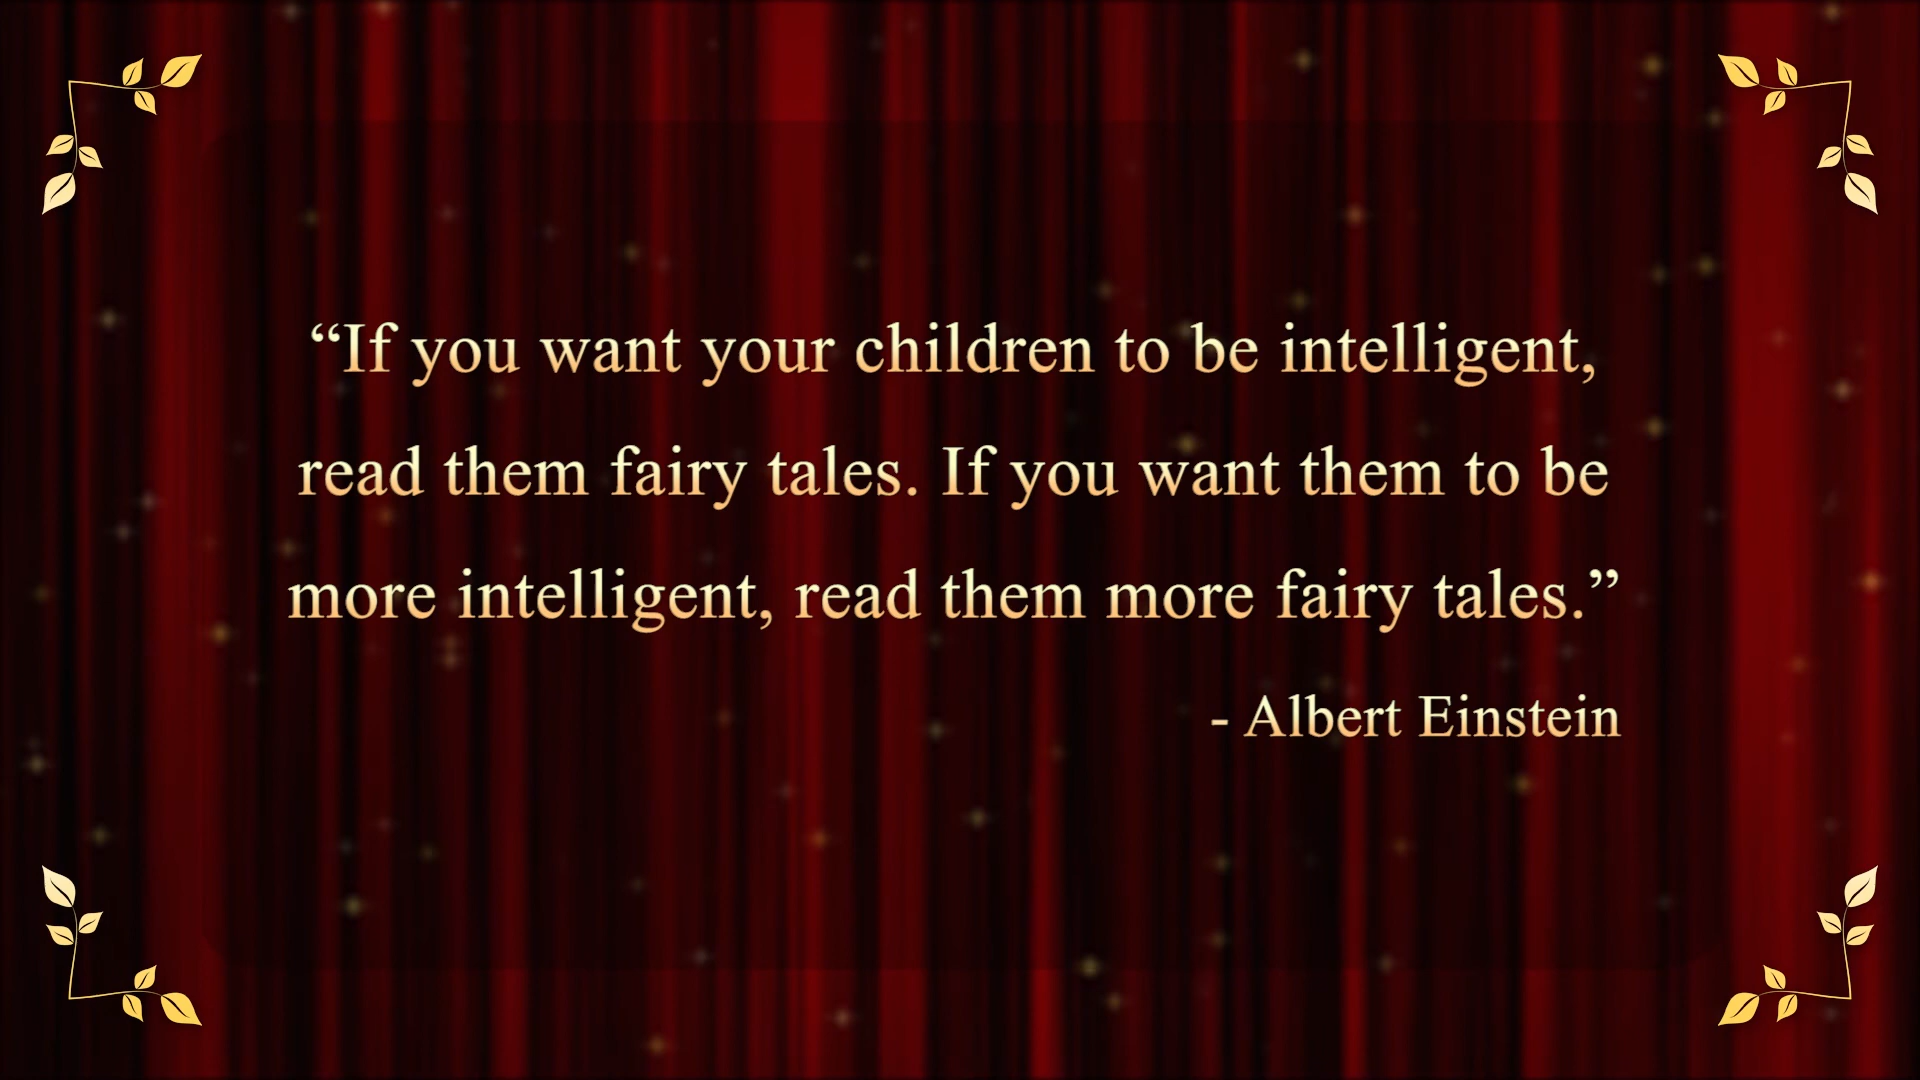 “If you want your children to be intelligent,
read them fairy tales. If you want them to be
more intelligent, read them more fairy tales.”
- Albert Einstein